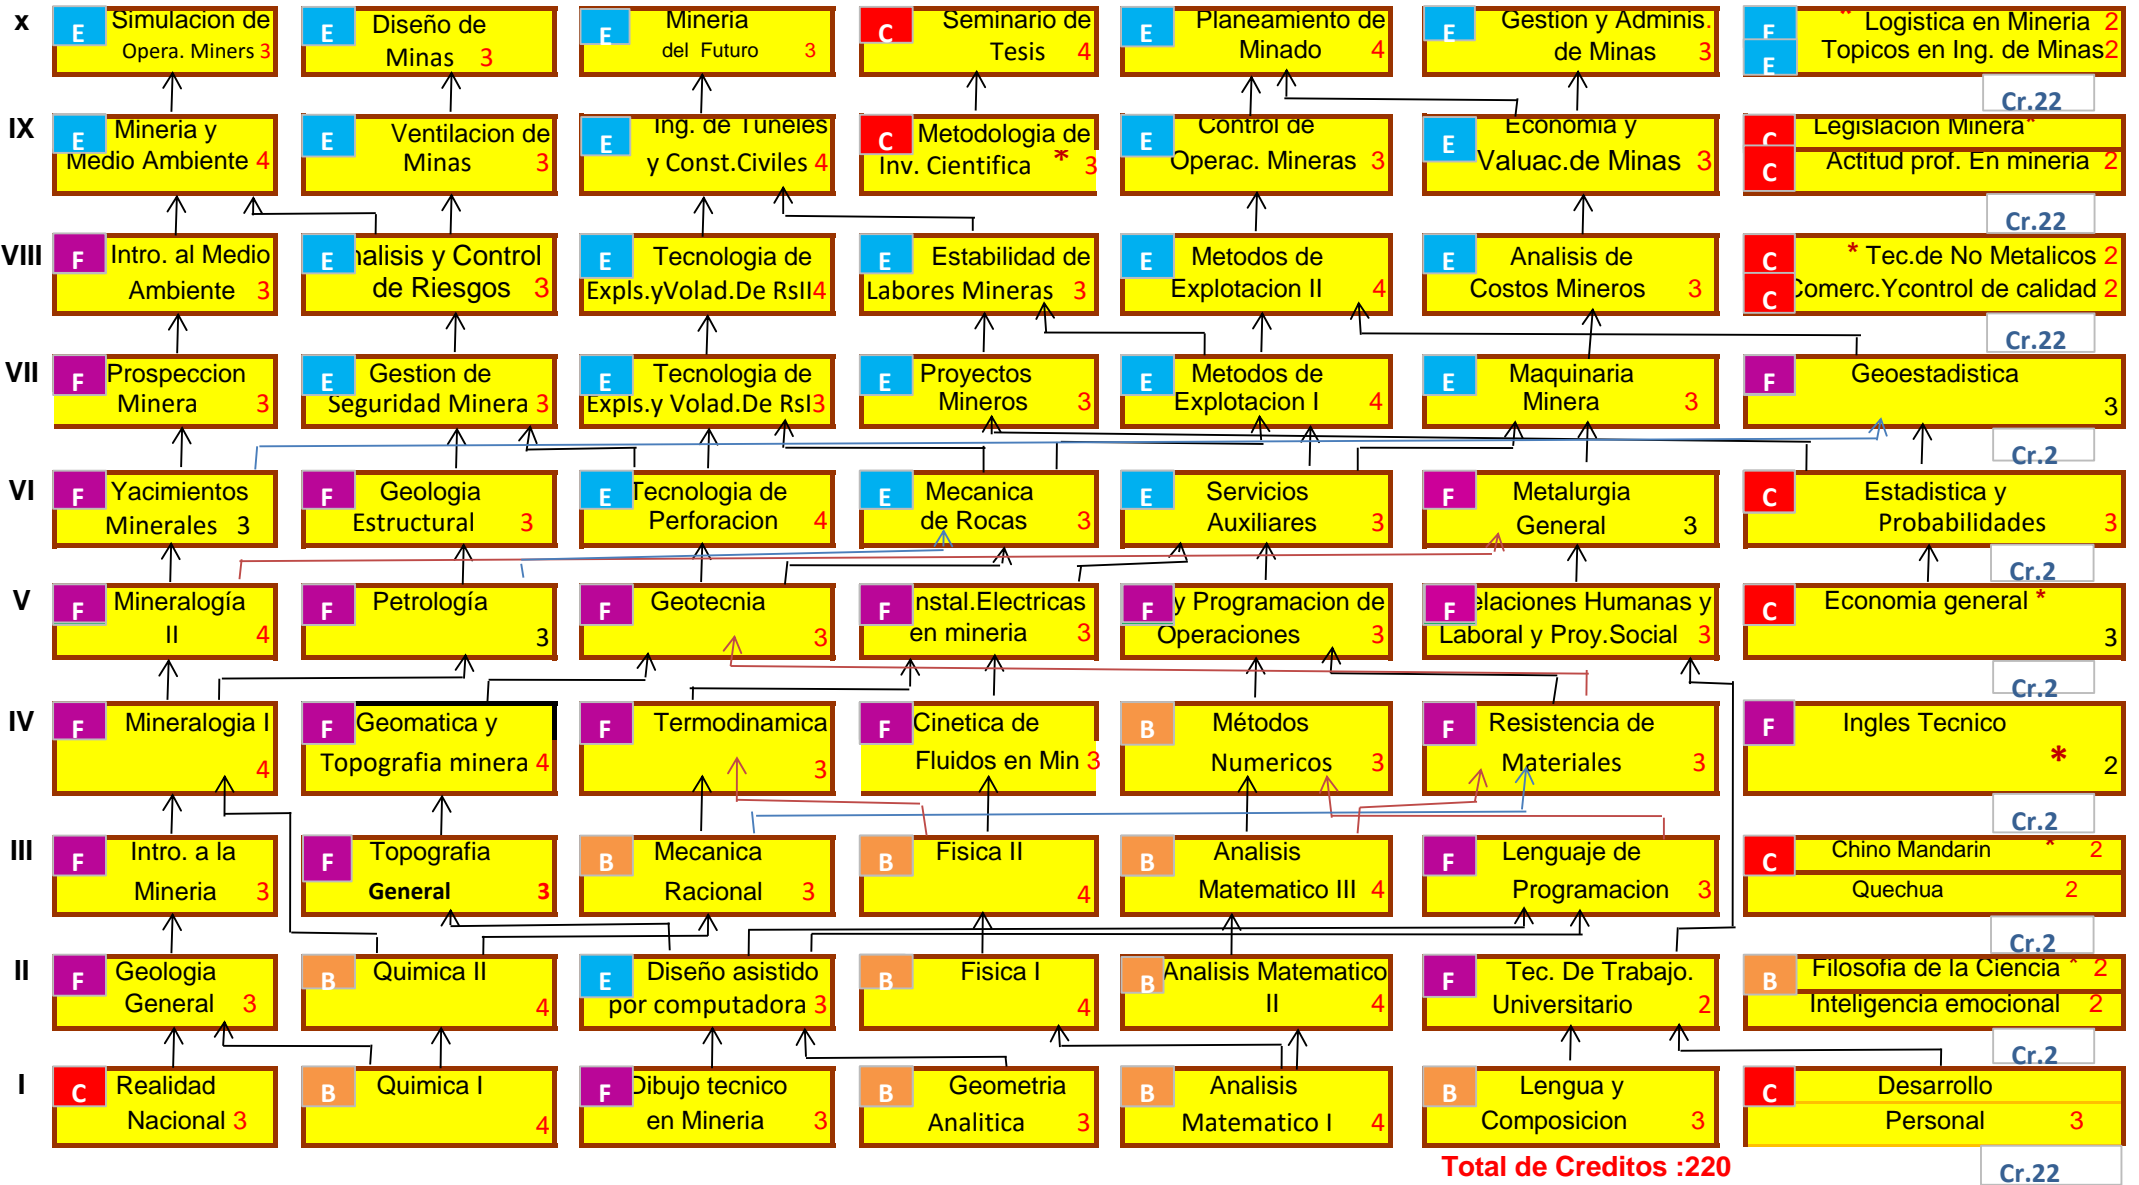 X
E Simulacion de
Opera. Miners 3
E Diseño de
Minas 3
E Mineria
del Futuro 3
C Seminario de
Tesis 4
E Planeamiento de
Minado 4
E Gestion y Adminis.
de Minas 3
E * Logistica en Mineria 2
E Topicos en Ing. de Minas 2
Cr.22
IX
E Mineria y
Medio Ambiente 4
E Ventilacion de
Minas 3
E Ing. de Tuneles
y Const.Civiles 4
C Metodologia de
Inv. Cientifica * 3
E Control de
Operac. Mineras 3
E Economia y
Valuac.de Minas 3
C Legislacion Minera*
C Actitud prof. En mineria 2
Cr.22
VIII
F Intro. al Medio
Ambiente 3
E nalisis y Control
de Riesgos 3
E Tecnologia de
Expls.yVolad.De RsII4
E Estabilidad de
Labores Mineras 3
E Metodos de
Explotacion II 4
E Analisis de
Costos Mineros 3
C * Tec.de No Metalicos 2
C Comerc.Ycontrol de calidad 2
Cr.22
VII
F Prospeccion
Minera 3
E Gestion de
Seguridad Minera 3
E Tecnologia de
Expls.y Volad.De RsI3
E Proyectos
Mineros 3
E Metodos de
Explotacion I 4
E Maquinaria
Minera 3
F Geoestadistica
3
Cr.2
VI
F Yacimientos
Minerales 3
F Geologia
Estructural 3
E Tecnologia de
Perforacion 4
E Mecanica
de Rocas 3
E Servicios
Auxiliares 3
F Metalurgia
General 3
C Estadistica y
Probabilidades 3
Cr.2
V
F Mineralogía
II 4
F Petrología
3
F Geotecnia
3
F nstal.Electricas
en mineria 3
F y Programacion de
Operaciones 3
F elaciones Humanas y
Laboral y Proy.Social 3
C Economia general *
3
Cr.2
IV
F Mineralogia I
4
F Geomatica y
Topografia minera 4
F Termodinamica
3
F Cinetica de
Fluidos en Min 3
B Métodos
Numericos 3
F Resistencia de
Materiales 3
F Ingles Tecnico
* 2
Cr.2
III
F Intro. a la
Mineria 3
F Topografia
General 3
B Mecanica
Racional 3
B Fisica II
4
B Analisis
Matematico III 4
F Lenguaje de
Programacion 3
C Chino Mandarin * 2
Quechua 2
Cr.2
II
F Geologia
General 3
B Quimica II
4
E Diseño asistido
por computadora 3
B Fisica I
4
B Analisis Matematico
II 4
F Tec. De Trabajo.
Universitario 2
B Filosofia de la Ciencia * 2
Inteligencia emocional 2
Cr.2
I
C Realidad
Nacional 3
B Quimica I
4
F Dibujo tecnico
en Mineria 3
B Geometria
Analitica 3
B Analisis
Matematico I 4
B Lengua y
Composicion 3
C Desarrollo
Personal 3
Total de Creditos :220
Cr.22